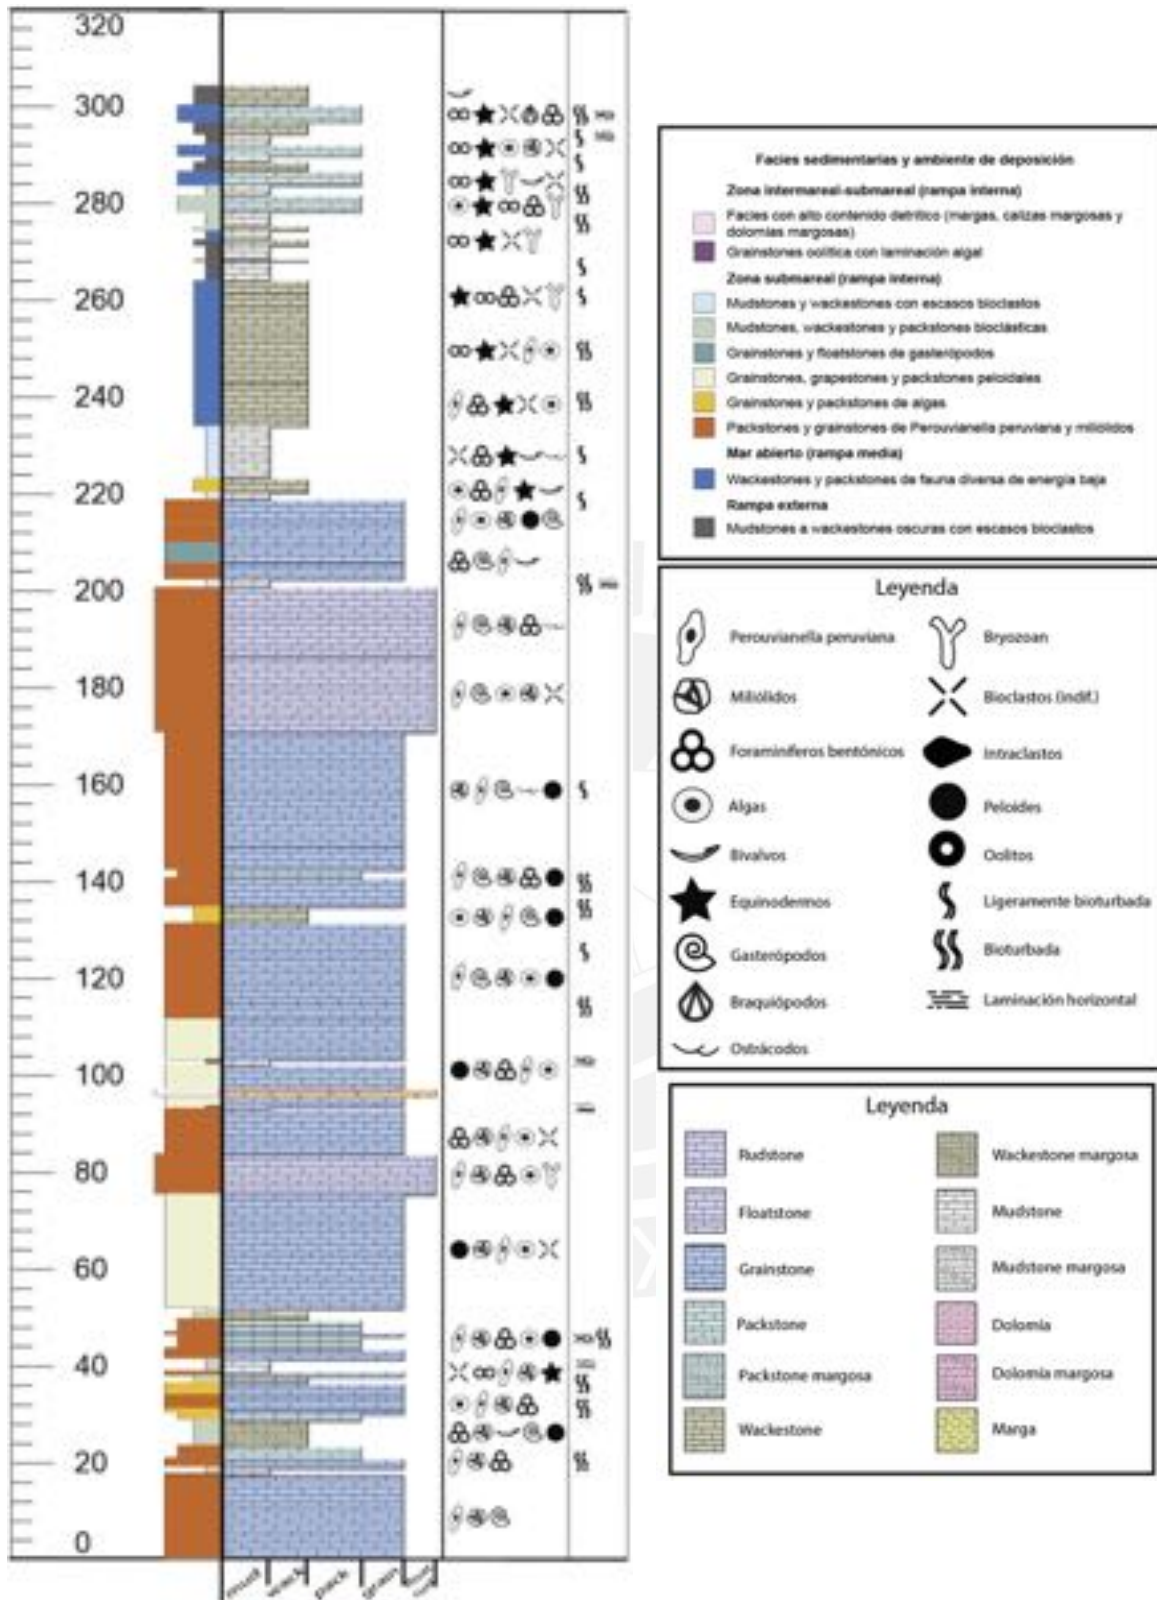 320
300
280
260
240
220
200
180
160
140
120
100
80
60
40
20
0
mud
wack
pack
grain
Facies sedimentarias y ambiente de deposición
Zona intermareal-submareal (rampa interna)
Facies con alto contenido detrítico (margas, calizas margosas y
dolomias margosas)
Grainstones oolítica con laminación algal
Zona submareal (rampa interna)
Mudstones y wackestones con escasos bioclastos
Mudstones, wackestones y packstones bioclásticas
Grainstones y floatstones de gasterópodos
Grainstones, grapestones y packstones peloidales
Grainstones y packstones de algas
Packstones y grainstones de Perouvianella peruviana y miliólidos
Mar abierto (rampa media)
Wackestones y packstones de fauna diversa de energía baja
Rampa externa
Mudstones a wackestones oscuras con escasos bioclastos
Leyenda
Perouvianella peruviana
Bryozoan
Miliólidos
Bioclastos (indif.)
Foraminíferos bentónicos
Intraclastos
Algas
Peloides
Bivalvos
Oolitos
Equinodermos
Ligeramente bioturbada
Gasterópodos
Bioturbada
Braquiópodos
Laminación horizontal
Ostrácodos
Leyenda
Rudstone
Wackestone margosa
Floatstone
Mudstone
Grainstone
Mudstone margosa
Packstone
Dolomía
Packstone margosa
Dolomía margosa
Wackestone
Marga